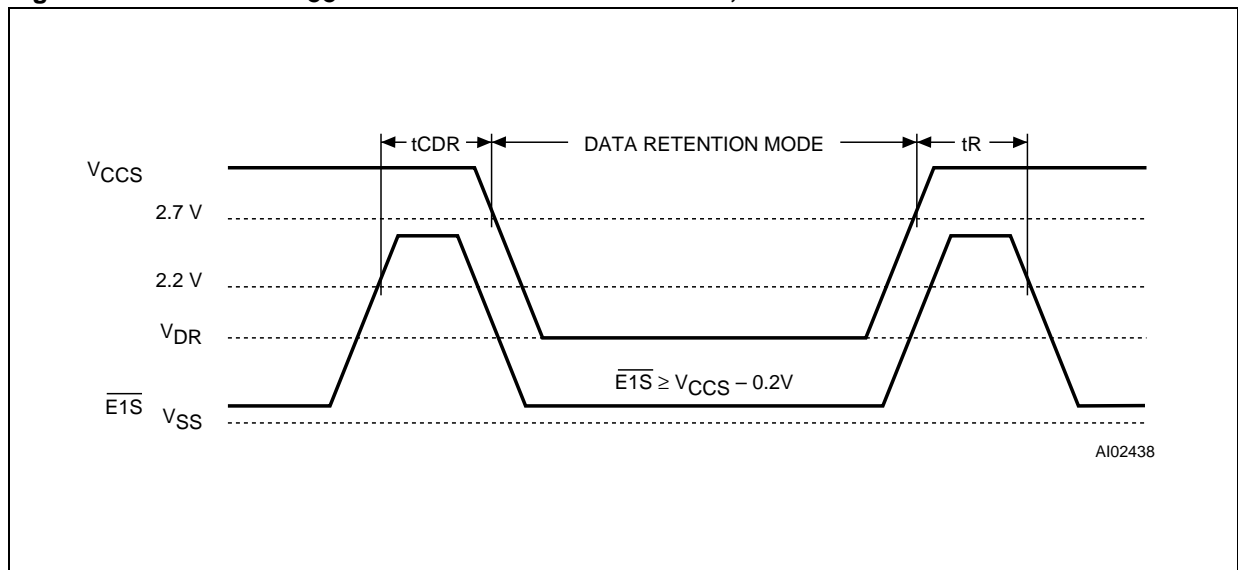 tCDR DATA RETENTION MODE tR
VCCS
2.7 V
2.2 V
VDR
E1S ≥ VCCS – 0.2V
E1S VSS
AI02438